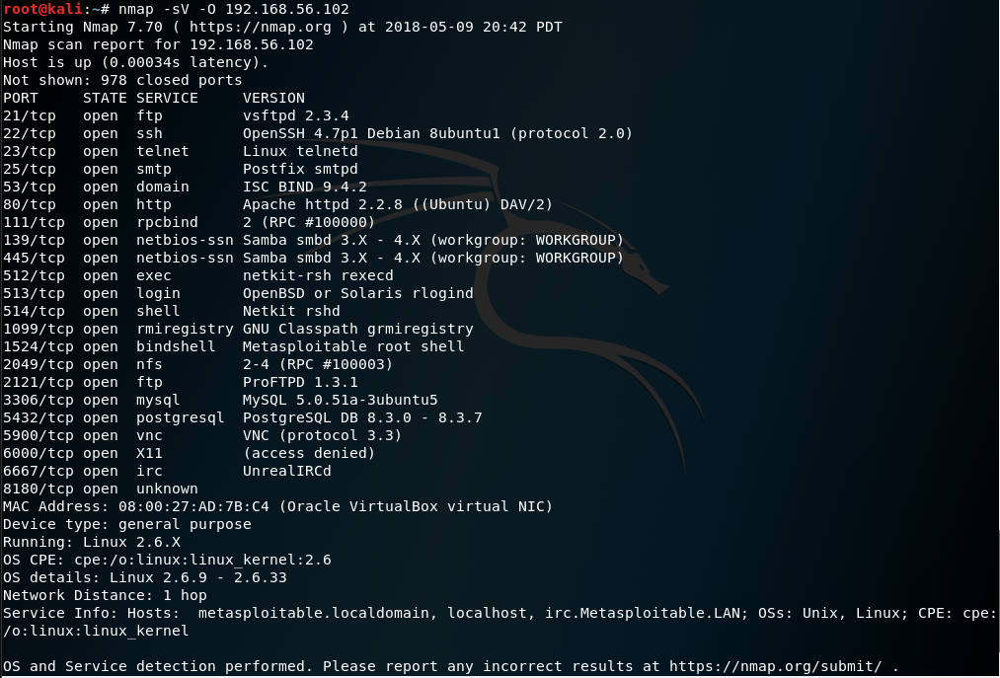 root@kali:~# nmap -sV -O 192.168.56.102
Starting Nmap 7.70 ( https://nmap.org ) at 2018-05-09 20:42 PDT
Nmap scan report for 192.168.56.102
Host is up (0.00034s latency).
Not shown: 978 closed ports
PORT     STATE SERVICE     VERSION
21/tcp   open  ftp         vsftpd 2.3.4
22/tcp   open  ssh         OpenSSH 4.7p1 Debian 8ubuntu1 (protocol 2.0)
23/tcp   open  telnet      Linux telnetd
25/tcp   open  smtp        Postfix smtpd
53/tcp   open  domain      ISC BIND 9.4.2
80/tcp   open  http        Apache httpd 2.2.8 ((Ubuntu) DAV/2)
111/tcp  open  rpcbind     2 (RPC #100000)
139/tcp  open  netbios-ssn Samba smbd 3.X - 4.X (workgroup: WORKGROUP)
445/tcp  open  netbios-ssn Samba smbd 3.X - 4.X (workgroup: WORKGROUP)
512/tcp  open  exec        netkit-rsh rexecd
513/tcp  open  login       OpenBSD or Solaris rlogind
514/tcp  open  shell       Netkit rshd
1099/tcp open  rmiregistry GNU Classpath grmiregistry
1524/tcp open  bindshell   Metasploitable root shell
2049/tcp open  nfs         2-4 (RPC #100003)
2121/tcp open  ftp         ProFTPD 1.3.1
3306/tcp open  mysql       MySQL 5.0.51a-3ubuntu5
5432/tcp open  postgresql  PostgreSQL DB 8.3.0 - 8.3.7
5900/tcp open  vnc         VNC (protocol 3.3)
6000/tcp open  X11         (access denied)
6667/tcp open  irc         UnrealIRCd
8180/tcp open  unknown
MAC Address: 08:00:27:AD:7B:C4 (Oracle VirtualBox virtual NIC)
Device type: general purpose
Running: Linux 2.6.X
OS CPE: cpe:/o:linux:linux_kernel:2.6
OS details: Linux 2.6.9 - 2.6.33
Network Distance: 1 hop
Service Info: Hosts:  metasploitable.localdomain, localhost, irc.Metasploitable.LAN; OSs: Unix, Linux; CPE: cpe:
/o:linux:linux_kernel
OS and Service detection performed. Please report any incorrect results at https://nmap.org/submit/ .